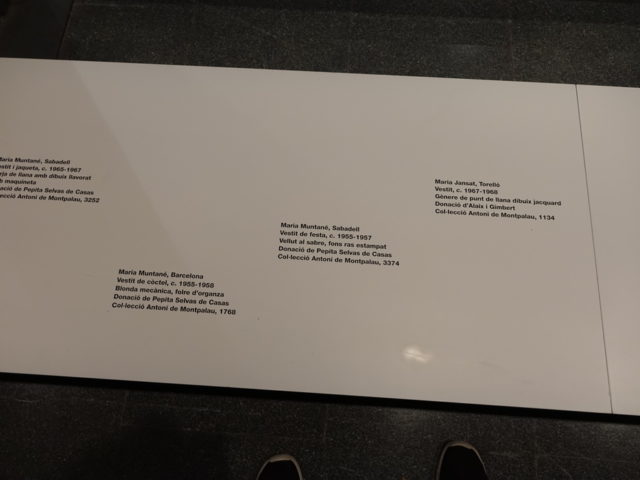 Maria Muntané, Sabadell
Vestit i jaqueta, c. 1965-1967
de llana amb dibuix llavorat
maquineta
Donació de Pepita Selvas de Casas
Col·lecció Antoni de Montpalau, 3252
Maria Muntané, Barcelona
Vestit de còctel, c. 1955-1958
Blonda mecànica, folre d'organza
Donació de Pepita Selvas de Casas
Col·lecció Antoni de Montpalau, 1768
Maria Muntané, Sabadell
Vestit de festa, c. 1955-1957
Vellut al sabre, fons ras estampat
Donació de Pepita Selvas de Casas
Col·lecció Antoni de Montpalau, 3374
Maria Jansat, Torelló
Vestit, c. 1967-1968
Gènere de punt de llana dibuix jacquard
Donació d'Alaix i Gimbert
Col·lecció Antoni de Montpalau, 1134